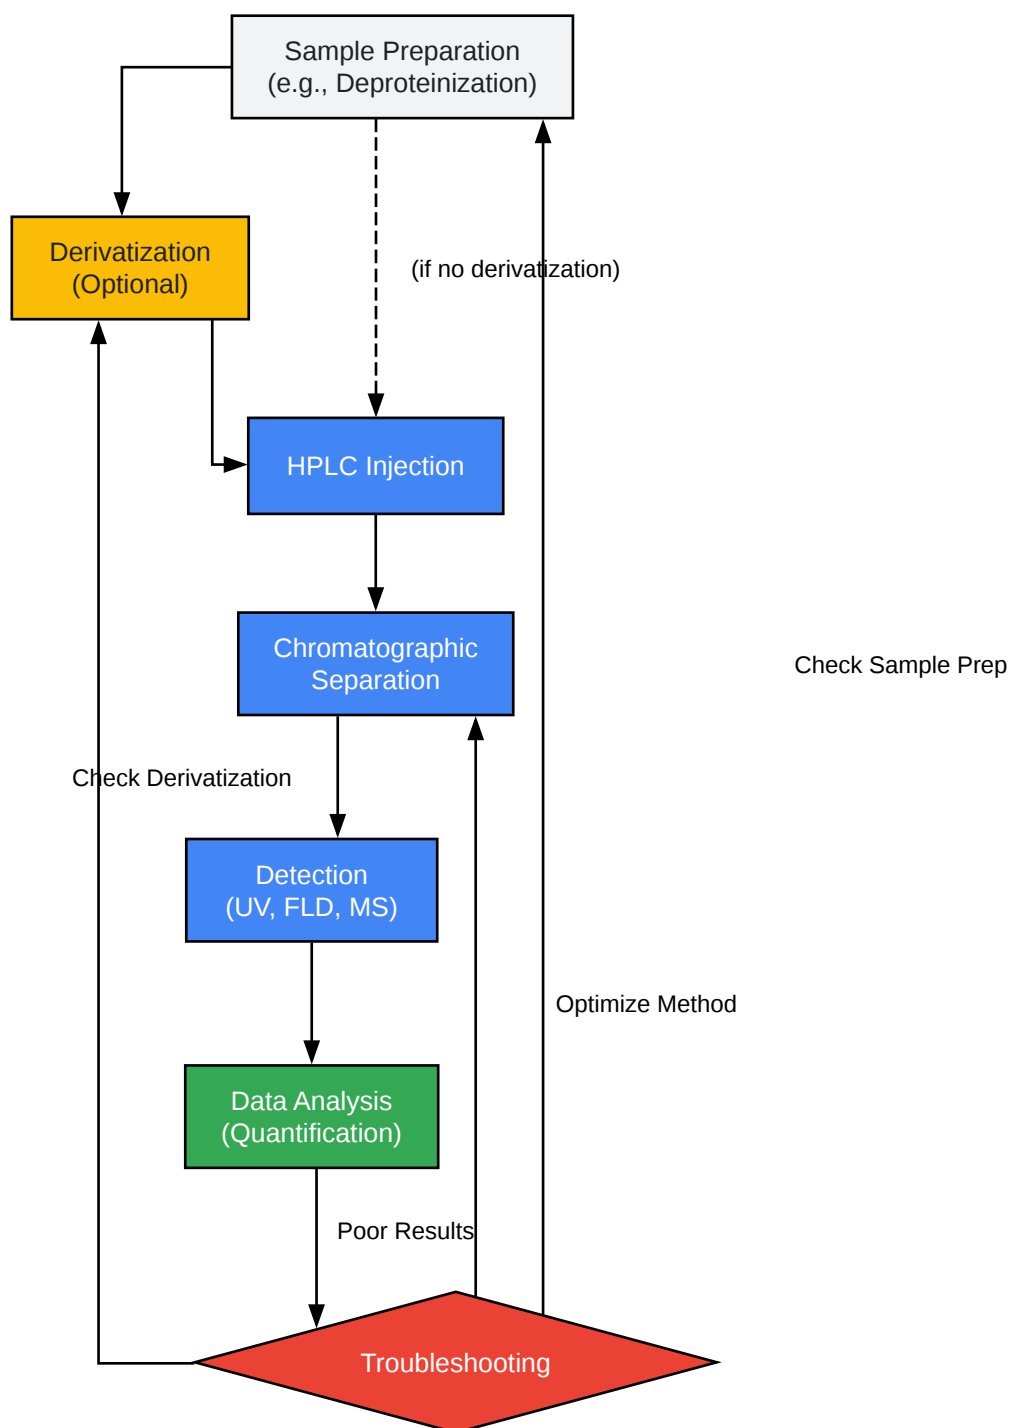 Sample Preparation
(e.g., Deproteinization)
Derivatization
(Optional)
(if no derivatization)
HPLC Injection
Chromatographic
Separation
Check Sample Prep
Check Derivatization
Detection
(UV, FLD, MS)
Optimize Method
Data Analysis
(Quantification)
Poor Results
Troubleshooting